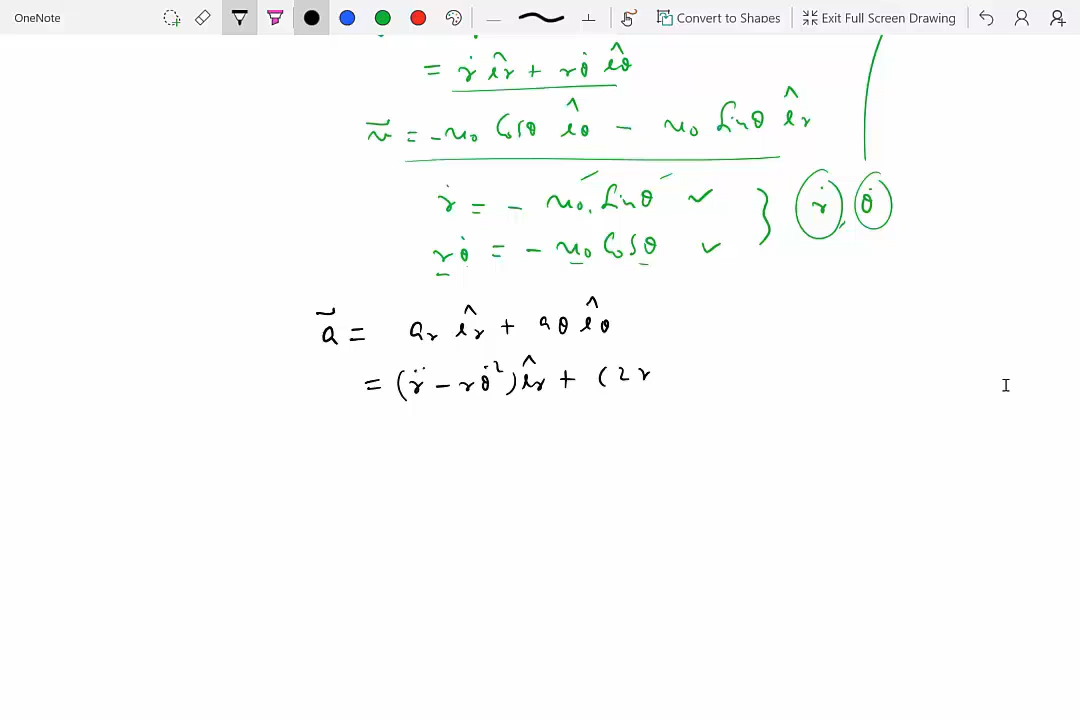 OneNote
Convert to Shapes
Exit Full Screen Drawing
= ṙ êr + rθ̇ êθ
v̄ = -u₀ Cosθ êθ - u₀ Sinθ êr
ṙ = - u₀. Sinθ ✓ } ṙ, θ̇
rθ̇ = - u₀ Cosθ ✓
ā = ar êr + aθ êθ
= (r̈ - rθ̇²) êr + (2r